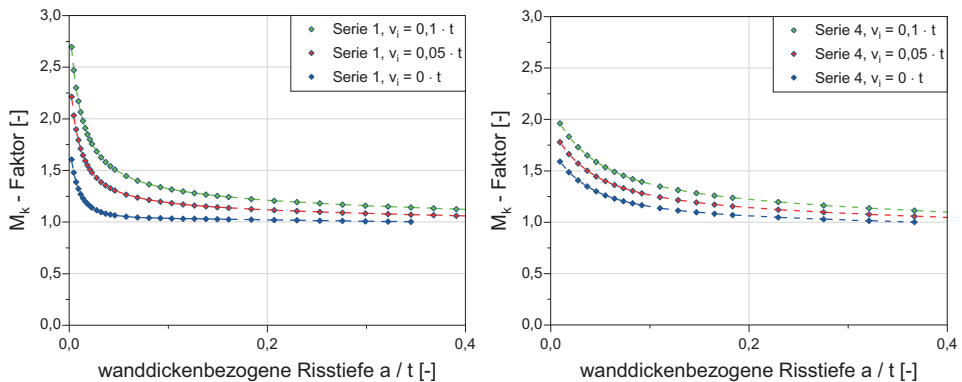 Serie 1, vᵢ = 0,1 · t
Serie 1, vᵢ = 0,05 · t
Serie 1, vᵢ = 0 · t
3,0
2,5
2,0
1,5
1,0
0,5
0,0
Mₖ - Faktor [-]
0,0
0,2
0,4
wanddickenbezogene Risstiefe a / t [-]
Serie 4, vᵢ = 0,1 · t
Serie 4, vᵢ = 0,05 · t
Serie 4, vᵢ = 0 · t
3,0
2,5
2,0
1,5
1,0
0,5
0,0
Mₖ - Faktor [-]
0,0
0,2
0,4
wanddickenbezogene Risstiefe a / t [-]